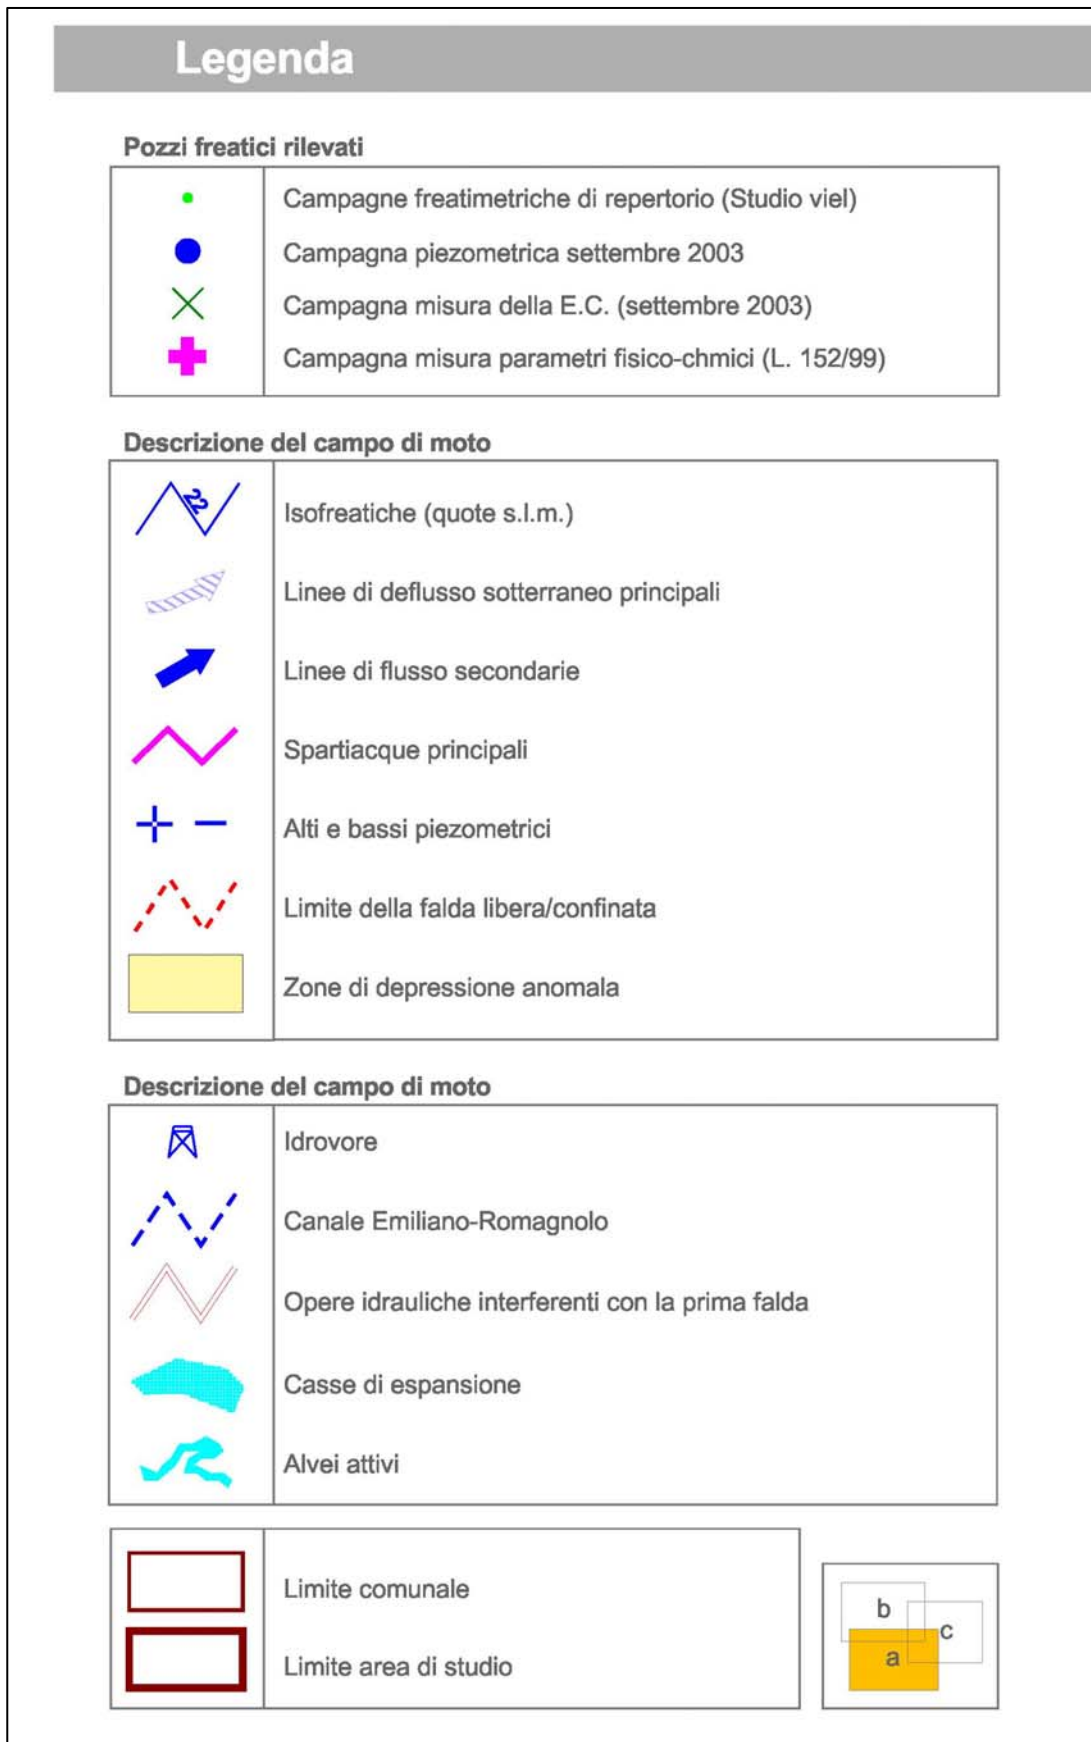 Legenda
Pozzi freatici rilevati
Campagne freatimetriche di repertorio (Studio viel)
Campagna piezometrica settembre 2003
Campagna misura della E.C. (settembre 2003)
Campagna misura parametri fisico-chmici (L. 152/99)
Descrizione del campo di moto
22
Isofreatiche (quote s.l.m.)
Linee di deflusso sotterraneo principali
Linee di flusso secondarie
Spartiacque principali
Alti e bassi piezometrici
Limite della falda libera/confinata
Zone di depressione anomala
Descrizione del campo di moto
Idrovore
Canale Emiliano-Romagnolo
Opere idrauliche interferenti con la prima falda
Casse di espansione
Alvei attivi
Limite comunale
Limite area di studio
b
c
a